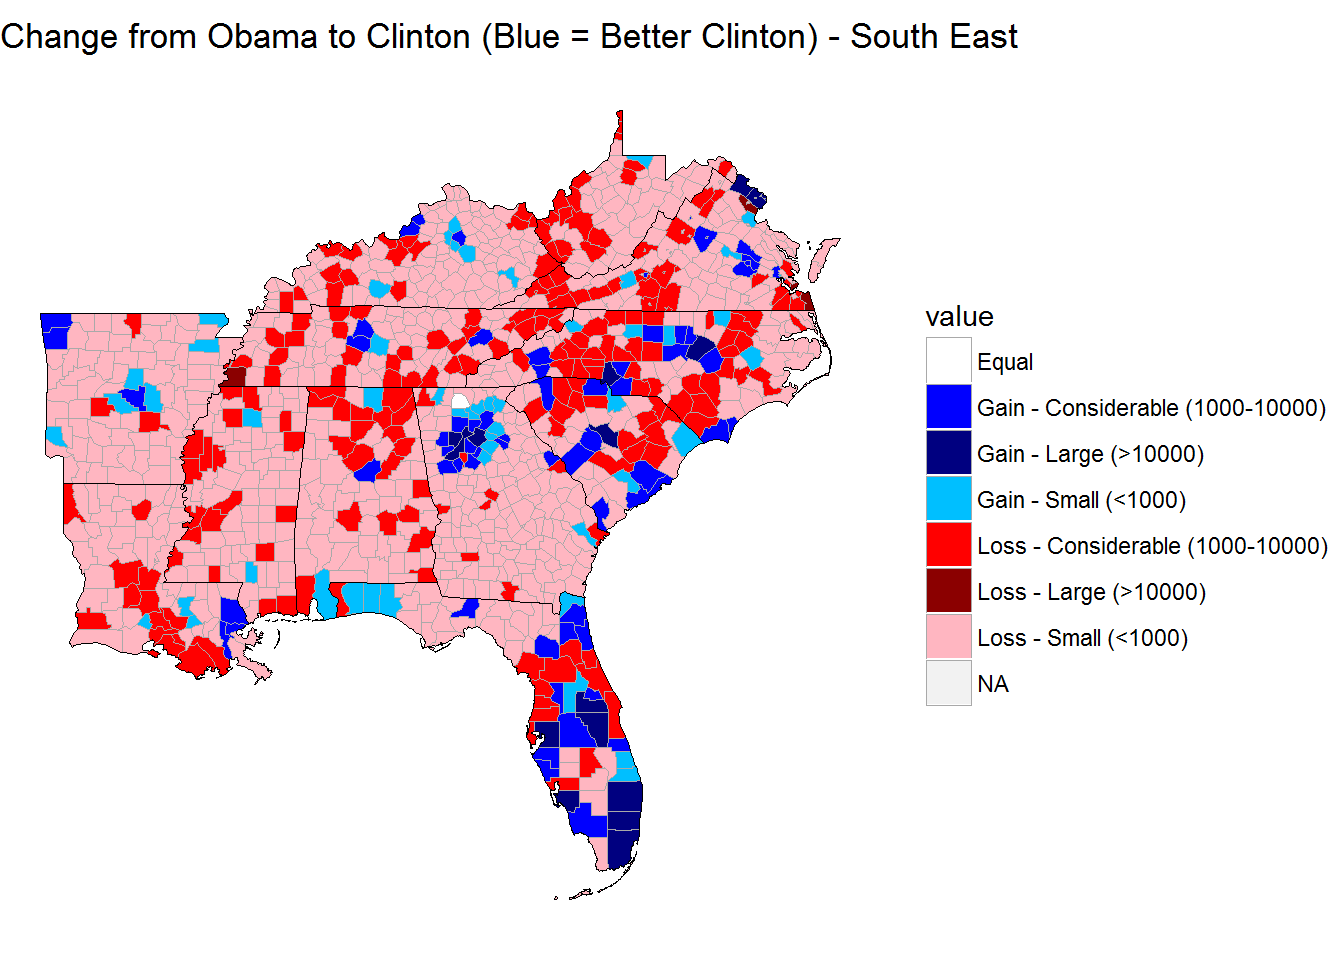 Change from Obama to Clinton (Blue = Better Clinton) - South East
value
Equal
Gain - Considerable (1000-10000)
Gain - Large (>10000)
Gain - Small (<1000)
Loss - Considerable (1000-10000)
Loss - Large (>10000)
Loss - Small (<1000)
NA